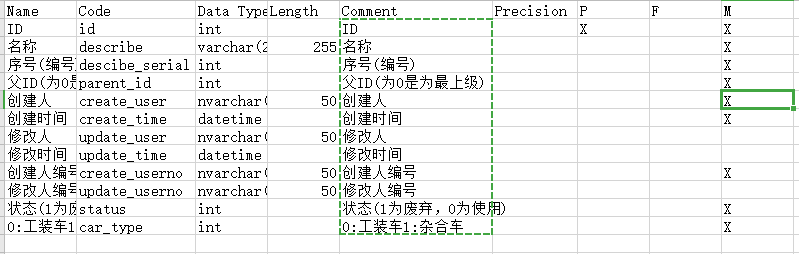 Name Code Data Type Length Comment Precision P F M
ID id int ID X X
名称 describe varchar(2 255 名称 X
序号(编号) descibe_serial int 序号(编号) X
父ID(为0是 parent_id int 父ID(为0是为最上级) X
创建人 create_user nvarchar( 50 创建人 X
创建时间 create_time datetime 创建时间 X
修改人 update_user nvarchar( 50 修改人
修改时间 update_time datetime 修改时间
创建人编号 create_userno nvarchar( 50 创建人编号 X
修改人编号 update_userno nvarchar( 50 修改人编号
状态(1为废 status int 状态(1为废弃，0为使用) X
0:工装车1 car_type int 0:工装车1:杂合车 X